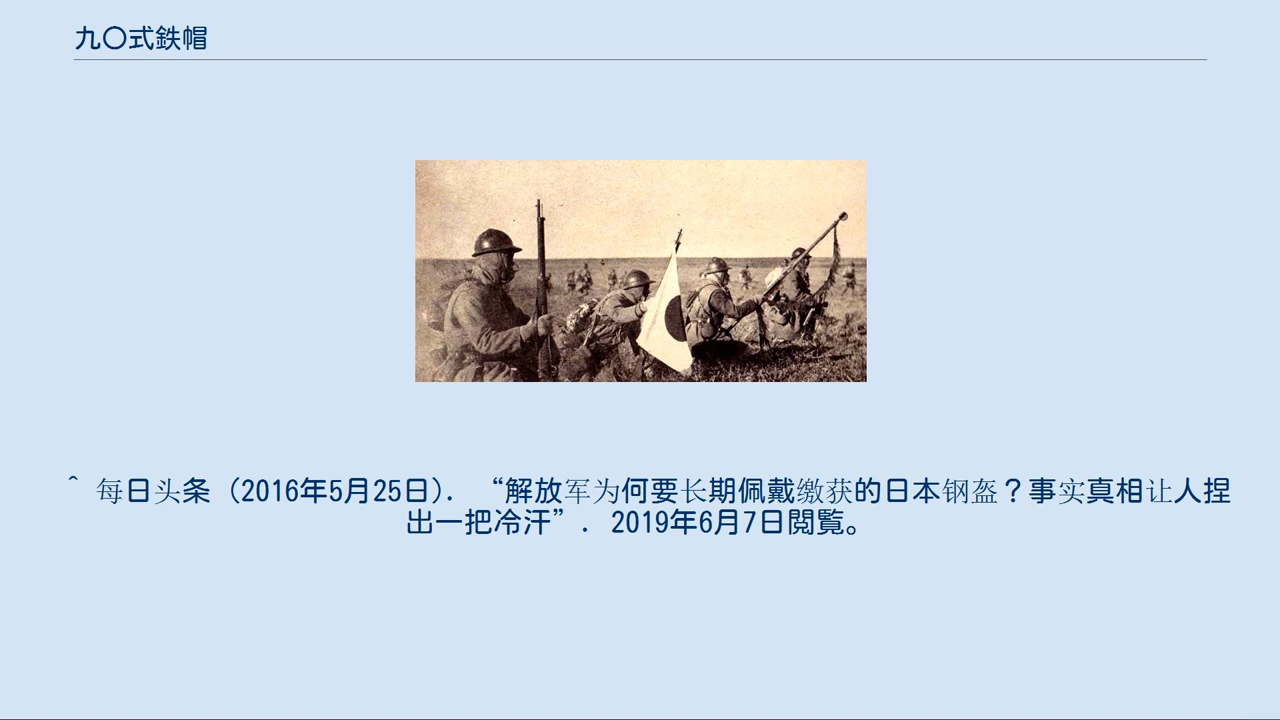 九〇式鉄帽
^ 每日头条（2016年5月25日）． “解放军为何要长期佩戴缴获的日本钢盔？事实真相让人捏
出一把冷汗”． 2019年6月7日閲覧。